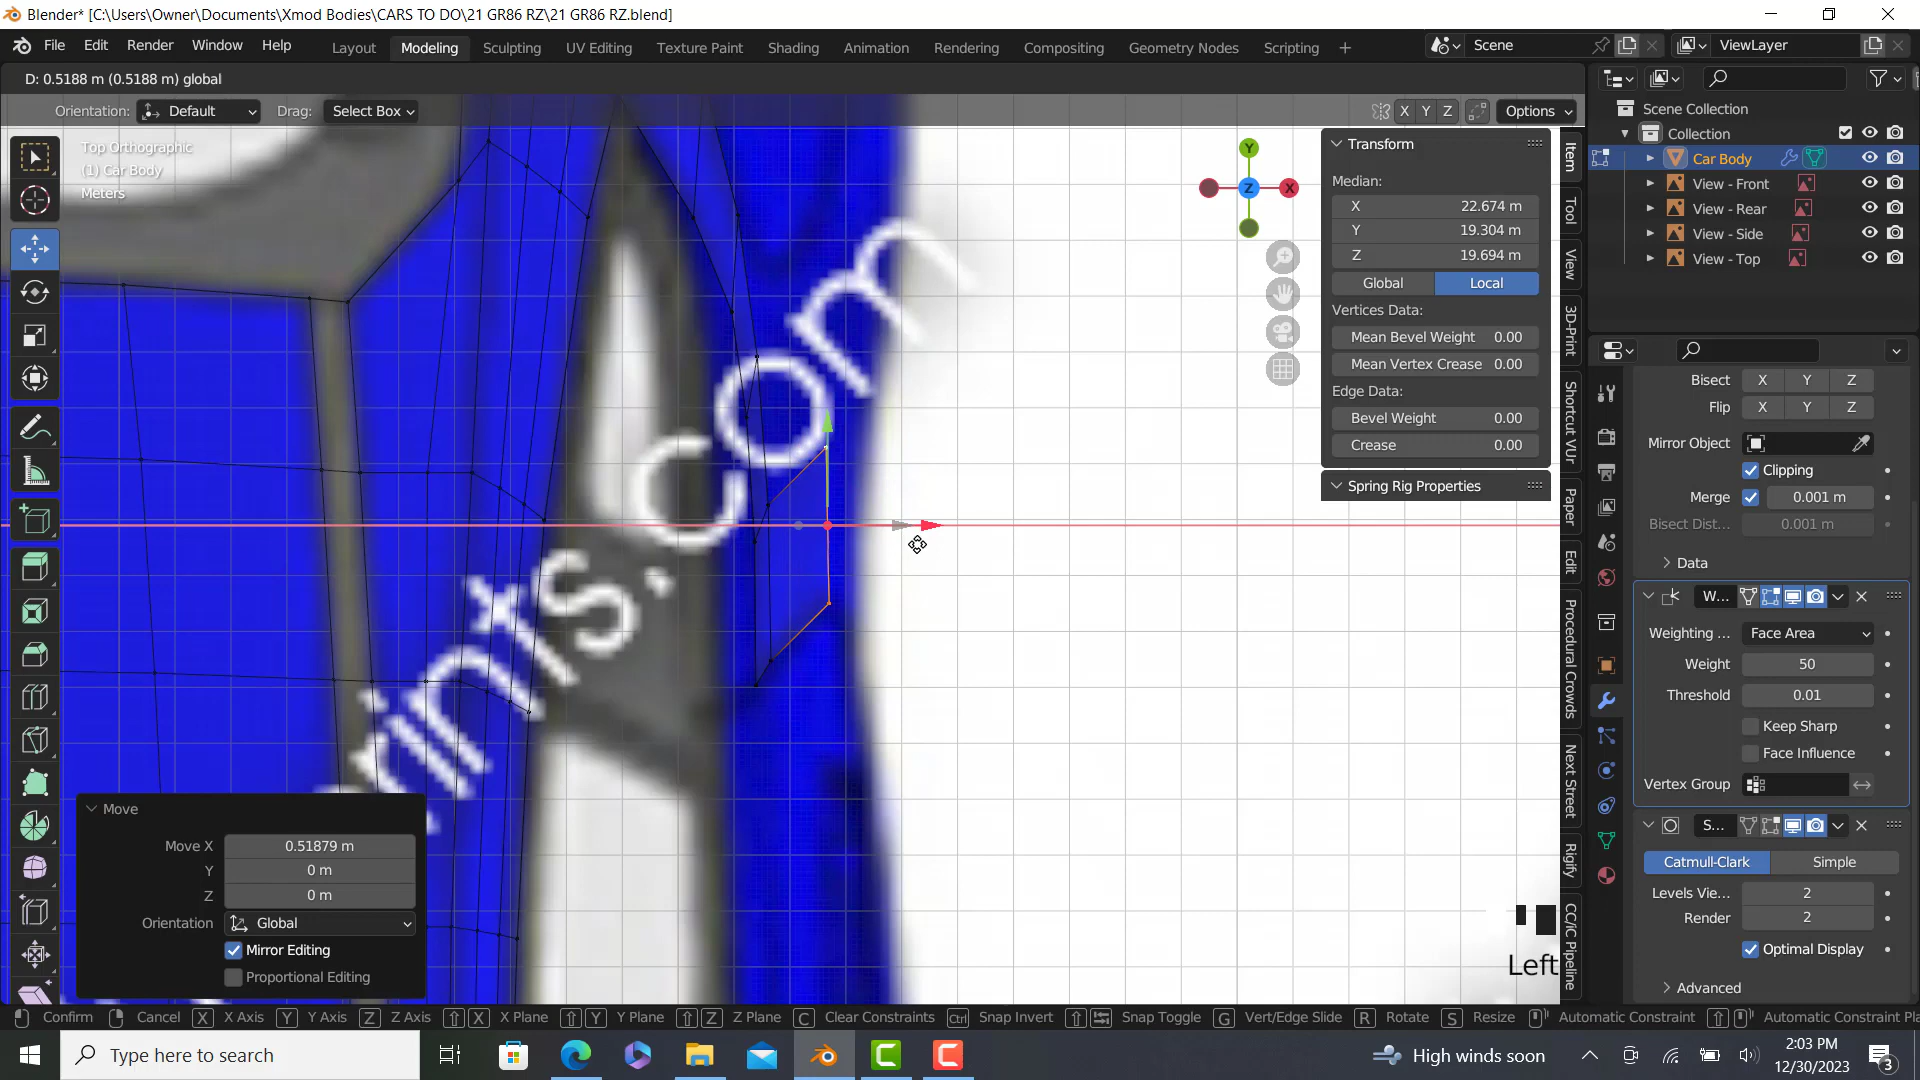 Blender* [C:\Users\Owner\Documents\Xmod Bodies\CARS TO DO\21 GR86 RZ\21 GR86 RZ.blend]
File Edit Render Window Help Layout Modeling Sculpting UV Editing Texture Paint Shading Animation Rendering Compositing Geometry Nodes Scripting + Scene ViewLayer
D: 0.5188 m (0.5188 m) global
Orientation: Default Drag: Select Box X Y Z Options
Top Orthographic
(1) Car Body
Meters
Y
Z X
Transform
Median:
X 22.674 m
Y 19.304 m
Z 19.694 m
Global Local
Vertices Data:
Mean Bevel Weight 0.00
Mean Vertex Crease 0.00
Edge Data:
Bevel Weight 0.00
Crease 0.00
Spring Rig Properties
Item
Tool
View
3D-Print
Shortcut VUr
Paper
Edit
Procedural Crowds
Next Street
Rigify
CC/iC Pipeline
Scene Collection
Collection
Car Body
View - Front
View - Rear
View - Side
View - Top
Bisect X Y Z
Flip X Y Z
Mirror Object
Clipping
Merge 0.001 m
Bisect Dist... 0.001 m
Data
W...
Weighting ... Face Area
Weight 50
Threshold 0.01
Keep Sharp
Face Influence
Vertex Group
S...
Catmull-Clark Simple
Levels Vie... 2
Render 2
Optimal Display
Advanced
rints.com
Move
Move X 0.51879 m
Y 0 m
Z 0 m
Orientation Global
Mirror Editing
Proportional Editing
Left
Confirm Cancel X X Axis Y Y Axis Z Z Axis X X Plane Y Y Plane Z Z Plane C Clear Constraints Ctrl Snap Invert Snap Toggle G Vert/Edge Slide R Rotate S Resize Automatic Constraint Automatic Constraint Pla
Type here to search
High winds soon
2:03 PM
12/30/2023
3